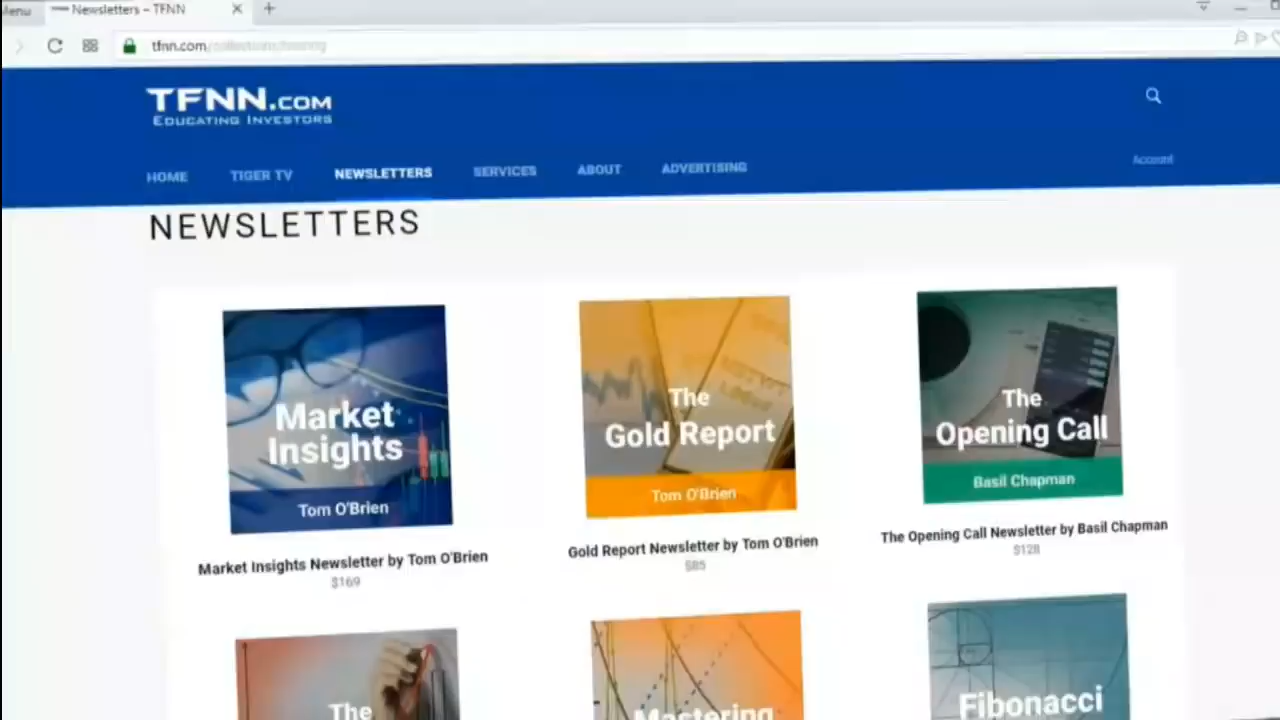 Menu
Newsletters – TFNN
tfnn.com
TFNN.COM
EDUCATING INVESTORS
HOME TIGER TV NEWSLETTERS SERVICES ABOUT ADVERTISING
Account
NEWSLETTERS
Market
Insights
Tom O'Brien
Market Insights Newsletter by Tom O'Brien
$169
The
Gold Report
Tom O'Brien
Gold Report Newsletter by Tom O'Brien
$85
The
Opening Call
Basil Chapman
The Opening Call Newsletter by Basil Chapman
$128
The
Mastering
Fibonacci